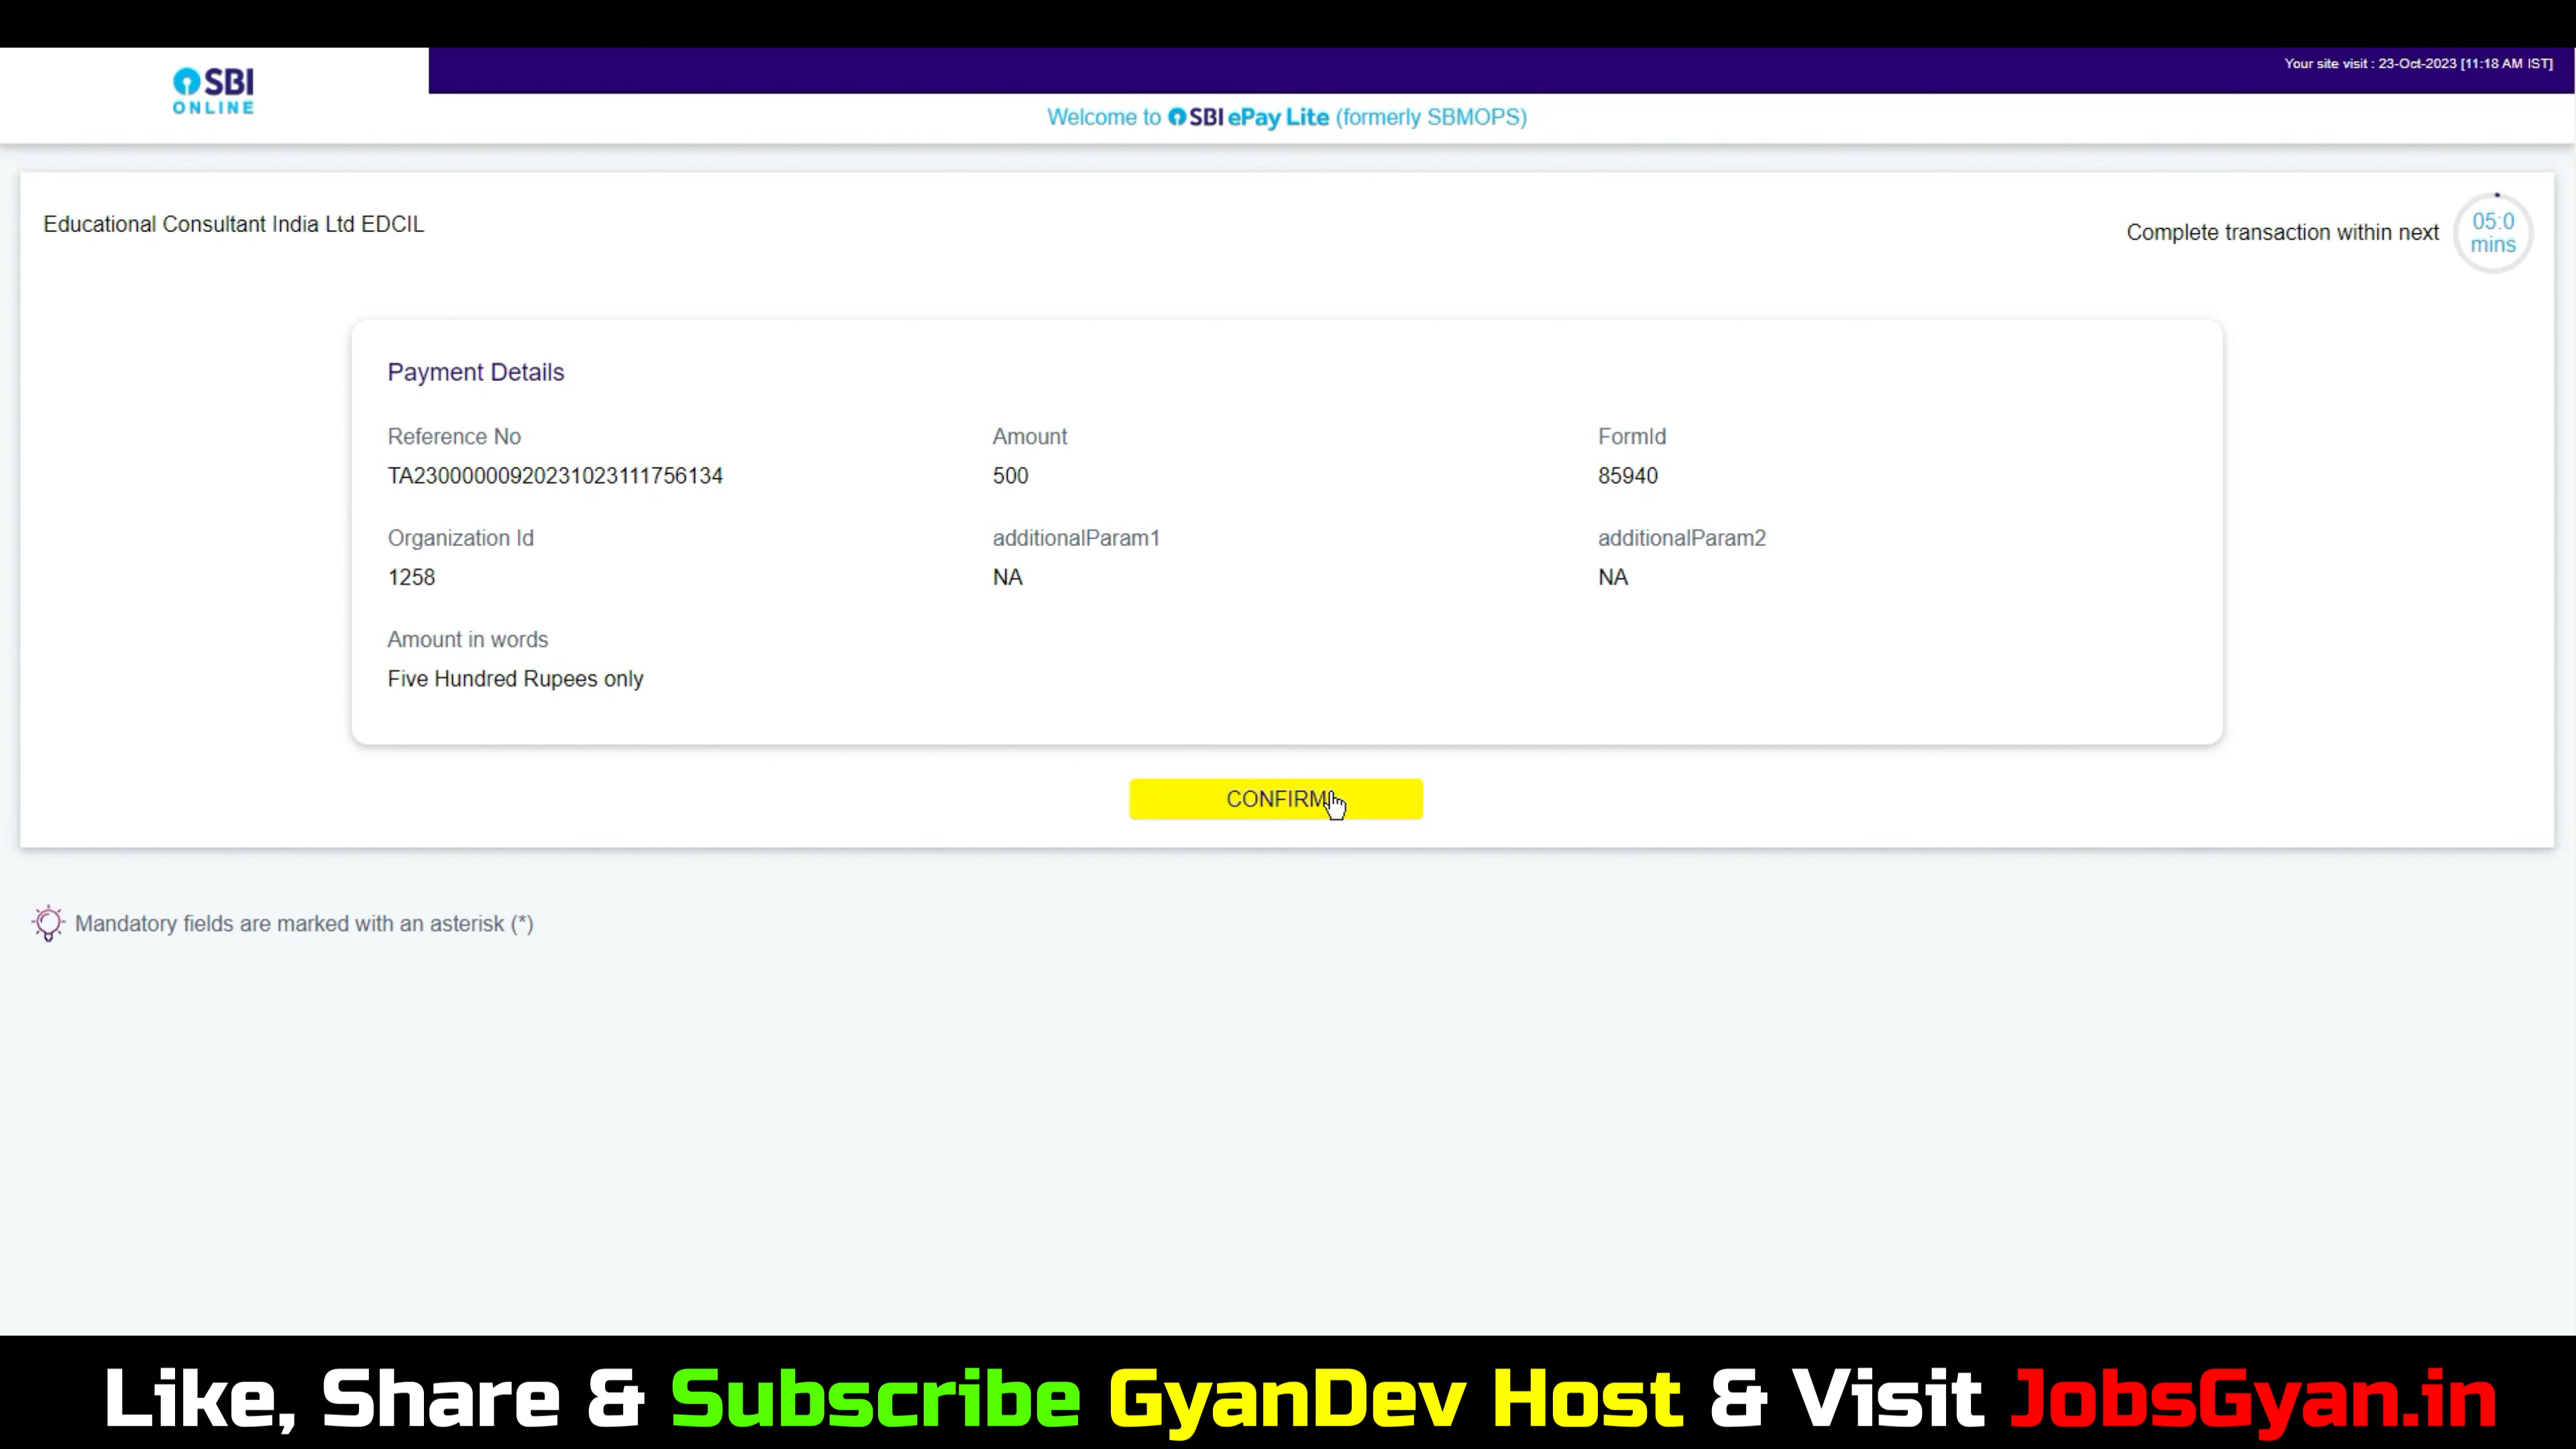 SBI
ONLINE
Your site visit : 23-Oct-2023 [11:18 AM IST]
Welcome to SBI ePay Lite (formerly SBMOPS)
Educational Consultant India Ltd EDCIL
Complete transaction within next
05:0
mins
Payment Details
Reference No Amount FormId
TA2300000092023102311175​6134 500 85940
Organization Id additionalParam1 additionalParam2
1258 NA NA
Amount in words
Five Hundred Rupees only
CONFIRM
Mandatory fields are marked with an asterisk (*)
Like, Share & Subscribe GyanDev Host & Visit JobsGyan.in